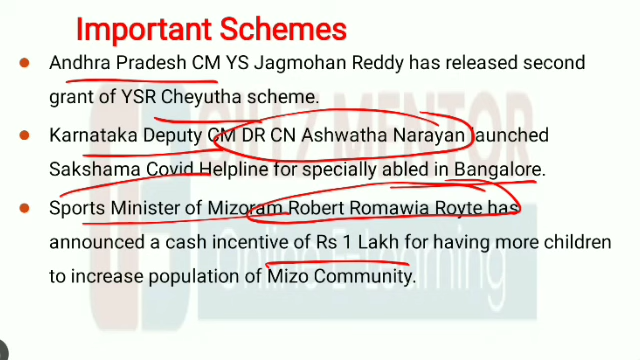 Important Schemes
Andhra Pradesh CM YS Jagmohan Reddy has released second
grant of YSR Cheyutha scheme.
Karnataka Deputy CM DR CN Ashwatha Narayan launched
Sakshama Covid Helpline for specially abled in Bangalore.
Sports Minister of Mizoram Robert Romawia Royte has
announced a cash incentive of Rs 1 Lakh for having more children
to increase population of Mizo Community.
MENTOR
Online E-Learning